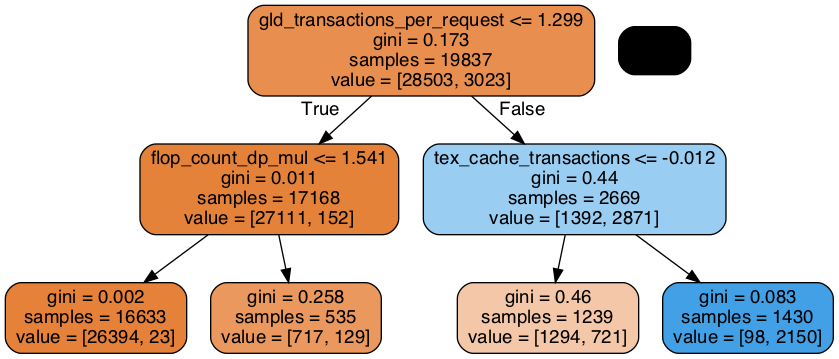 gld_transactions_per_request <= 1.299
gini = 0.173
samples = 19837
value = [28503, 3023]
True
False
flop_count_dp_mul <= 1.541
gini = 0.011
samples = 17168
value = [27111, 152]
tex_cache_transactions <= -0.012
gini = 0.44
samples = 2669
value = [1392, 2871]
gini = 0.002
samples = 16633
value = [26394, 23]
gini = 0.258
samples = 535
value = [717, 129]
gini = 0.46
samples = 1239
value = [1294, 721]
gini = 0.083
samples = 1430
value = [98, 2150]